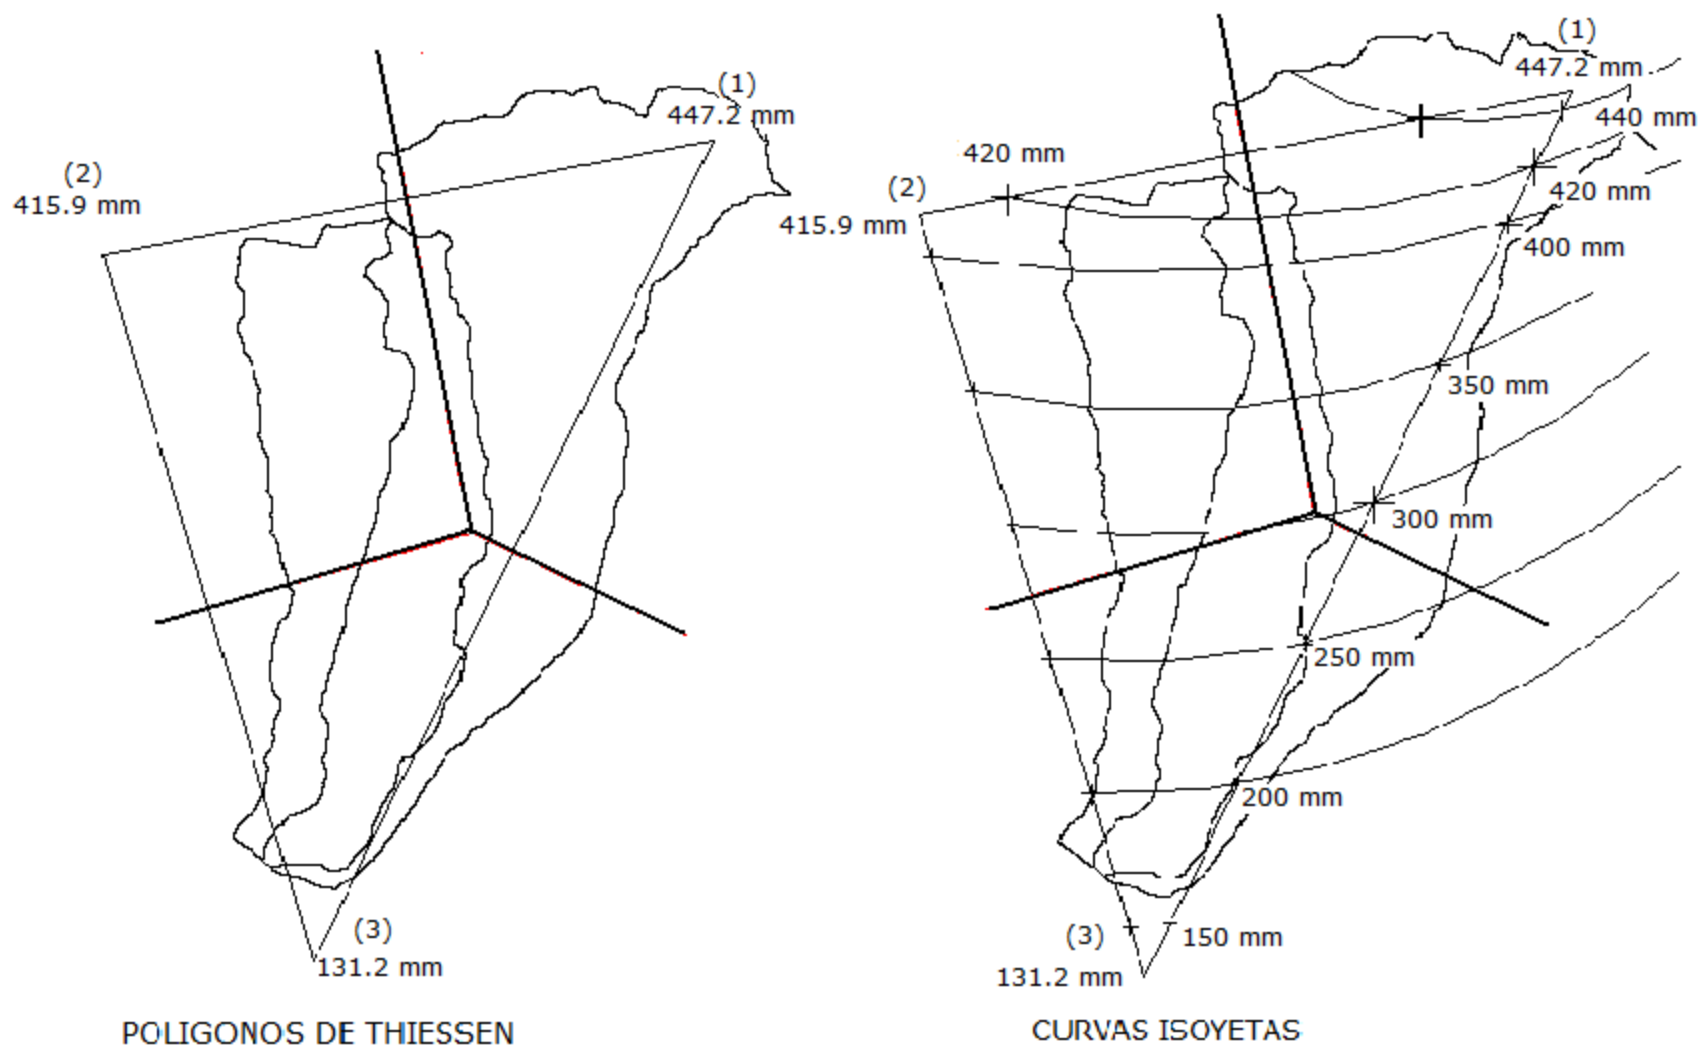 (1)
447.2 mm
(2)
415.9 mm
(3)
131.2 mm
POLIGONOS DE THIESSEN
(1)
447.2 mm
440 mm
420 mm
(2)
415.9 mm
420 mm
400 mm
350 mm
300 mm
250 mm
200 mm
(3)
150 mm
131.2 mm
CURVAS ISOYETAS